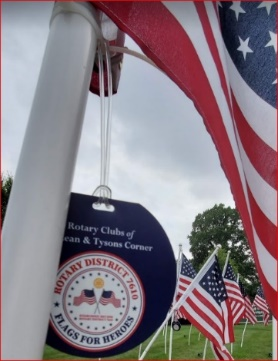 Rotary Clubs of
ean & Tysons Corner
ROTARY DISTRICT 7610
FLAGS FOR HEROES